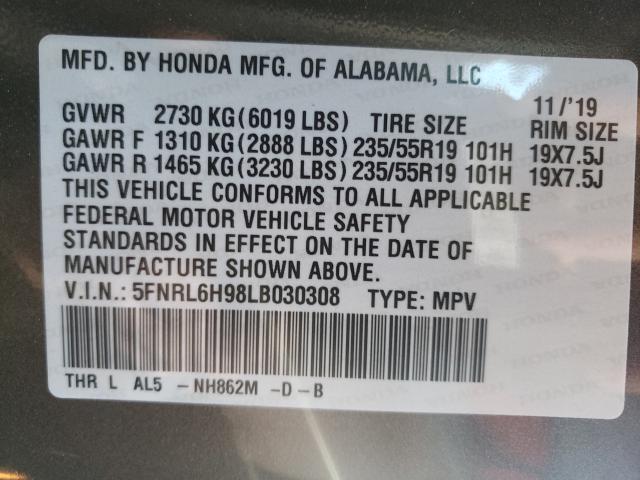 MFD. BY HONDA MFG. OF ALABAMA, LLC
11/'19
GVWR 2730 KG(6019 LBS) TIRE SIZE RIM SIZE
GAWR F 1310 KG(2888 LBS) 235/55R19 101H 19X7.5J
GAWR R 1465 KG(3230 LBS) 235/55R19 101H 19X7.5J
THIS VEHICLE CONFORMS TO ALL APPLICABLE
FEDERAL MOTOR VEHICLE SAFETY
STANDARDS IN EFFECT ON THE DATE OF
MANUFACTURE SHOWN ABOVE.
V.I.N.: 5FNRL6H98LB030308 TYPE: MPV
THR L AL5 -NH862M -D-B